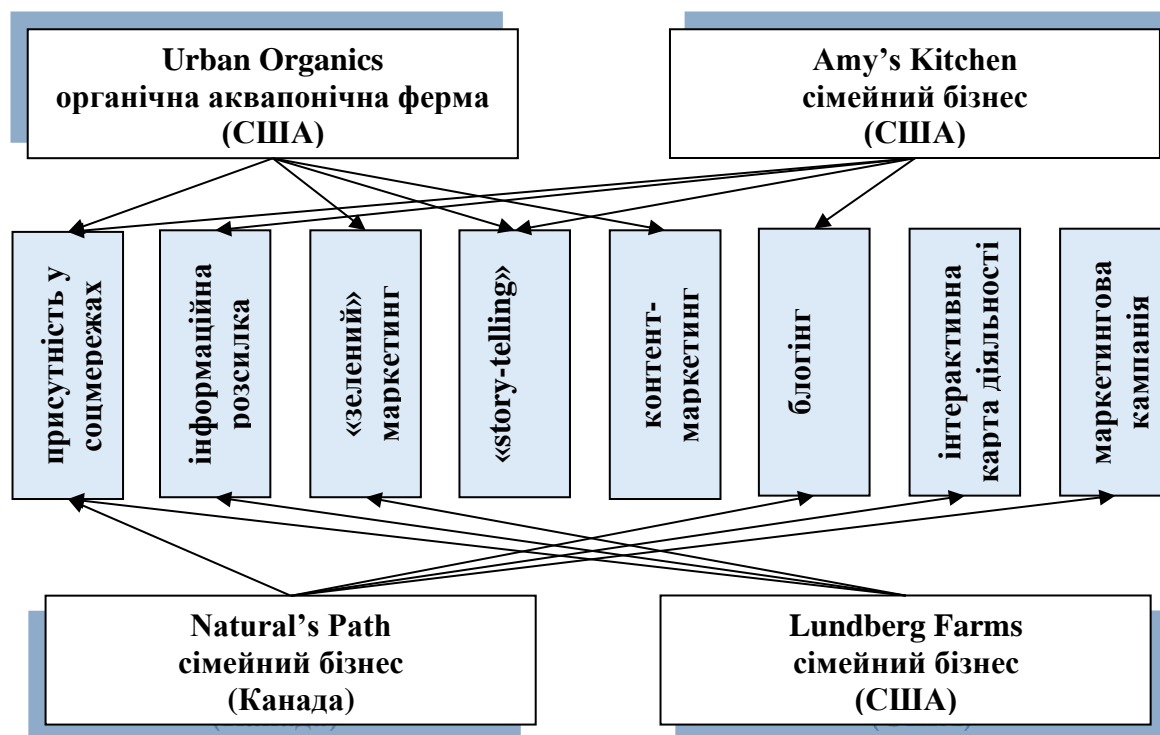 Urban Organics
органічна аквапонічна ферма
(США)
Amy’s Kitchen
сімейний бізнес
(США)
присутність у
соцмережах
інформаційна
розсилка
«зелений»
маркетинг
«story-telling»
контент-
маркетинг
блогінг
інтерактивна
карта діяльності
маркетингова
кампанія
Natural’s Path
сімейний бізнес
(Канада)
Lundberg Farms
сімейний бізнес
(США)